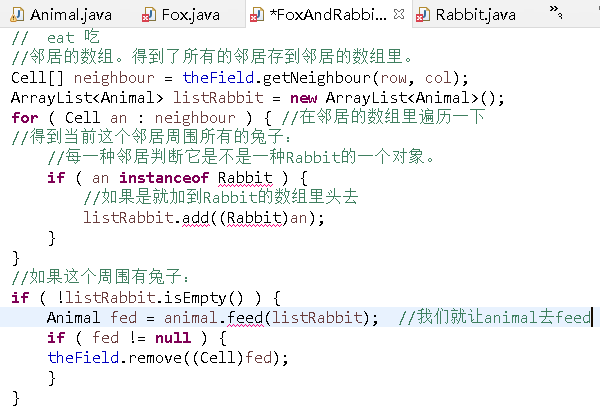 Animal.java Fox.java *FoxAndRabbi... Rabbit.java »3
// eat 吃
//邻居的数组。得到了所有的邻居存到邻居的数组里。
Cell[] neighbour = theField.getNeighbour(row, col);
ArrayList<Animal> listRabbit = new ArrayList<Animal>();
for ( Cell an : neighbour ) { //在邻居的数组里遍历一下
//得到当前这个邻居周围所有的兔子：
//每一种邻居判断它是不是一种Rabbit的一个对象。
if ( an instanceof Rabbit ) {
//如果是就加到Rabbit的数组里头去
listRabbit.add((Rabbit)an);
}
}
//如果这个周围有兔子：
if ( !listRabbit.isEmpty() ) {
Animal fed = animal.feed(listRabbit); //我们就让animal去feed
if ( fed != null ) {
theField.remove((Cell)fed);
}
}